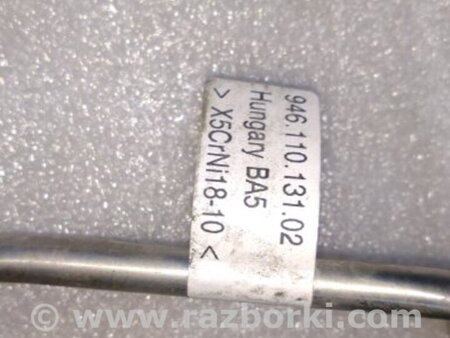 946.110.131.02
Hungary BA5
> X5CrNi18-10 <
© www.razborki.com